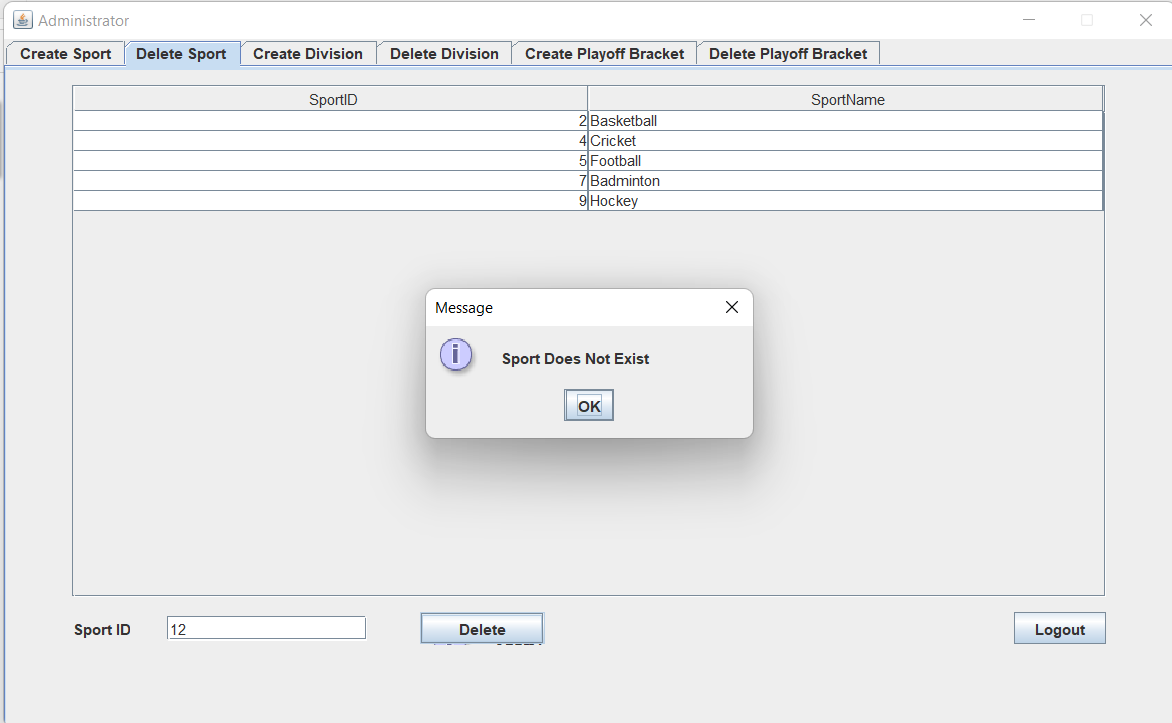 Administrator
Create Sport Delete Sport Create Division Delete Division Create Playoff Bracket Delete Playoff Bracket
SportID SportName
2 Basketball
4 Cricket
5 Football
7 Badminton
9 Hockey
Message
i
Sport Does Not Exist
OK
Sport ID 12 Delete Logout